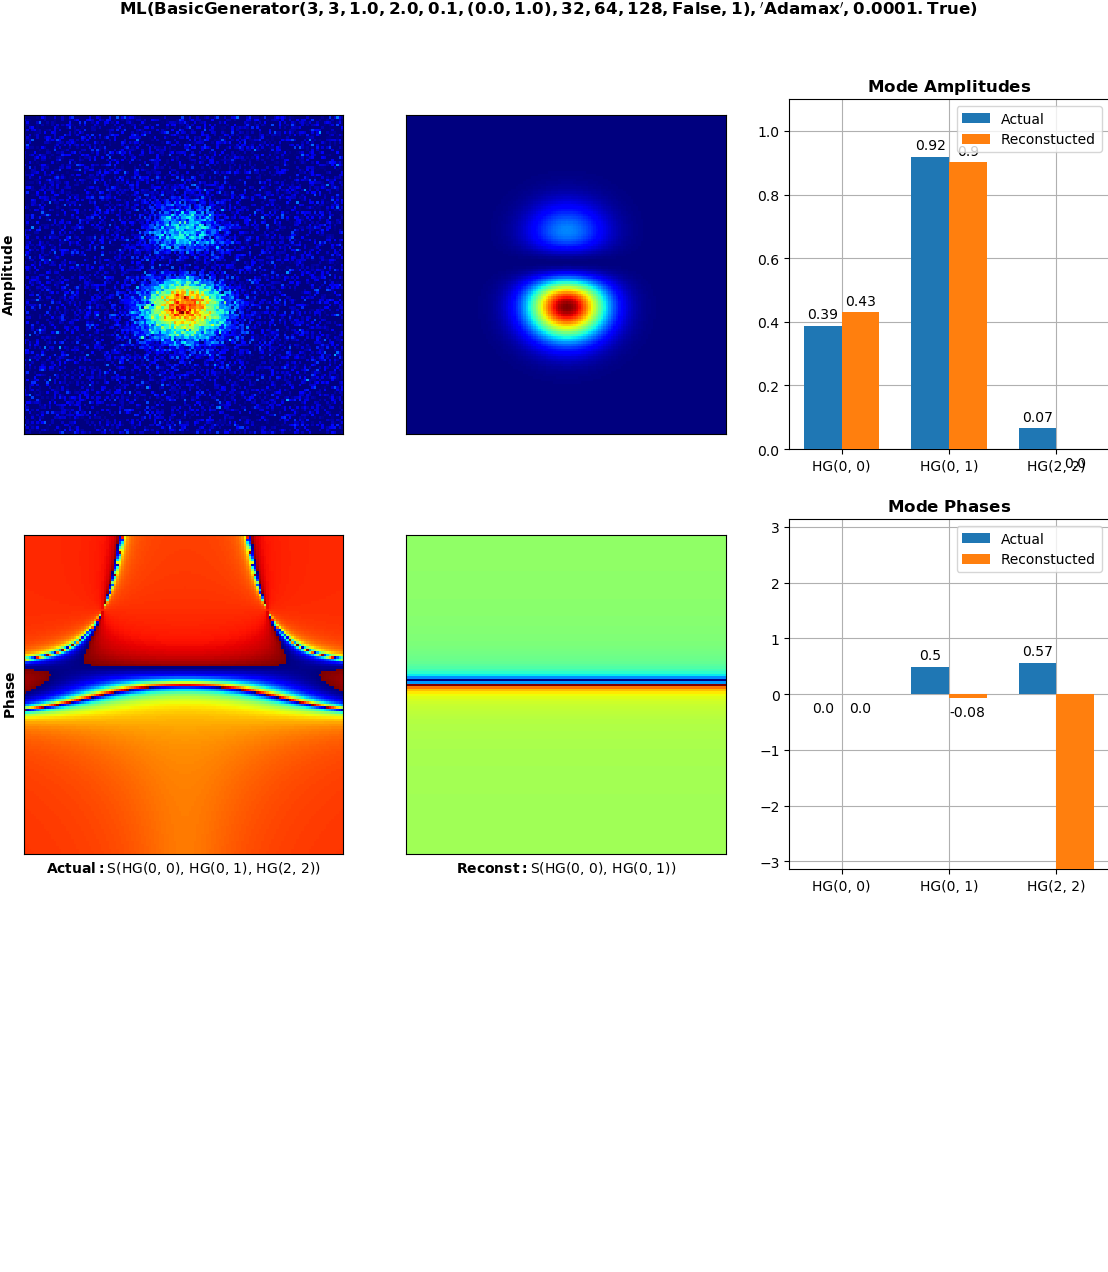 ML(BasicGenerator(3, 3, 1.0, 2.0, 0.1, (0.0, 1.0), 32, 64, 128, False, 1), ′Adamax′, 0.0001. True)
Amplitude
Mode Amplitudes
Actual
Reconstucted
1.0
0.8
0.6
0.4
0.2
0.0
0.39
0.43
0.92
0.9
0.07
0.0
HG(0, 0)
HG(0, 1)
HG(2, 2)
Phase
Actual: S(HG(0, 0), HG(0, 1), HG(2, 2))
Reconst: S(HG(0, 0), HG(0, 1))
Mode Phases
Actual
Reconstucted
3
2
1
0
−1
−2
−3
0.0
0.0
0.5
-0.08
0.57
HG(0, 0)
HG(0, 1)
HG(2, 2)